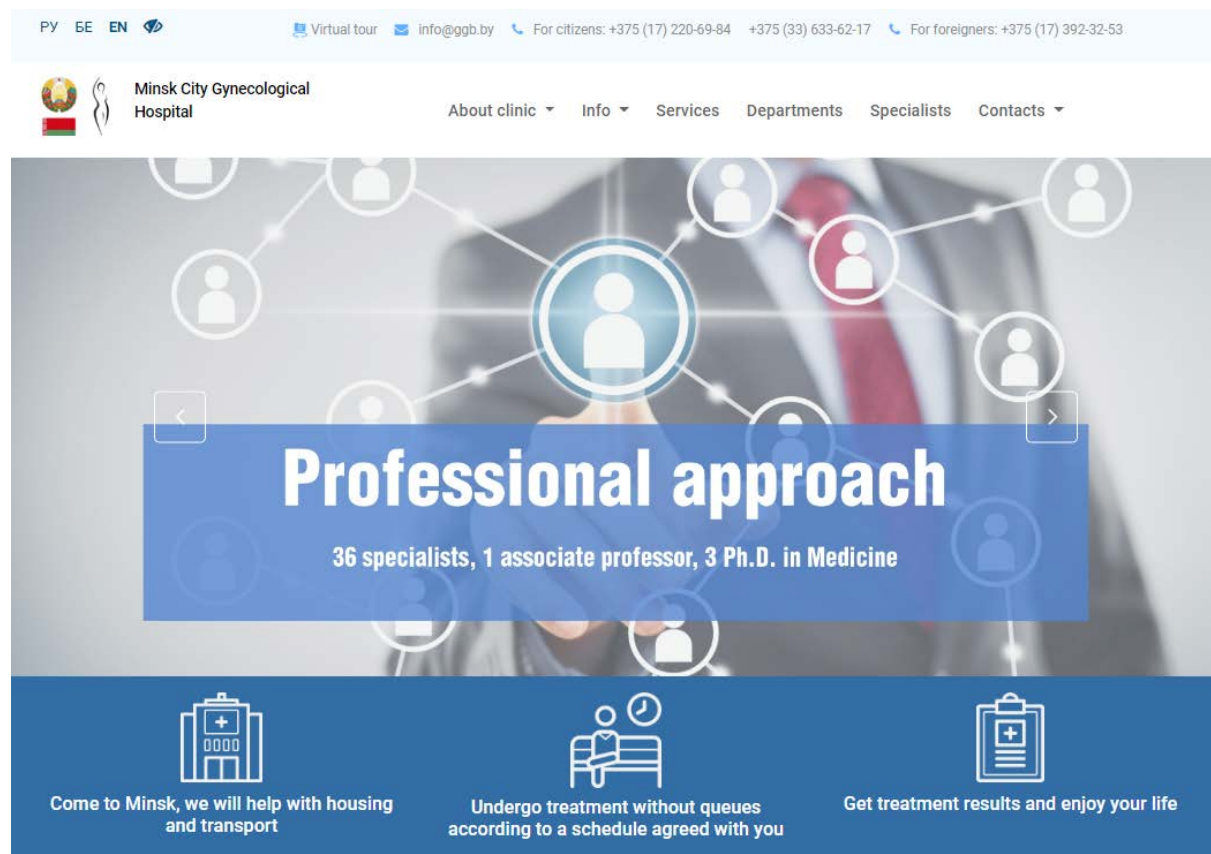 РУ БЕ EN Virtual tour info@ggb.by For citizens: +375 (17) 220-69-84 +375 (33) 633-62-17 For foreigners: +375 (17) 392-32-53
Minsk City Gynecological
Hospital
About clinic Info Services Departments Specialists Contacts
Professional approach
36 specialists, 1 associate professor, 3 Ph.D. in Medicine
Come to Minsk, we will help with housing
and transport
Undergo treatment without queues
according to a schedule agreed with you
Get treatment results and enjoy your life